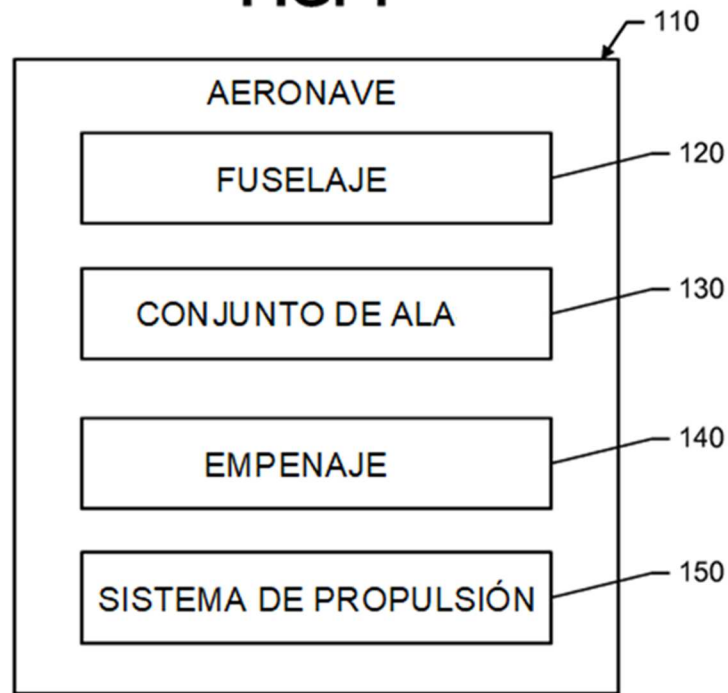 110
AERONAVE
FUSELAJE
120
CONJUNTO DE ALA
130
EMPENAJE
140
SISTEMA DE PROPULSIÓN
150